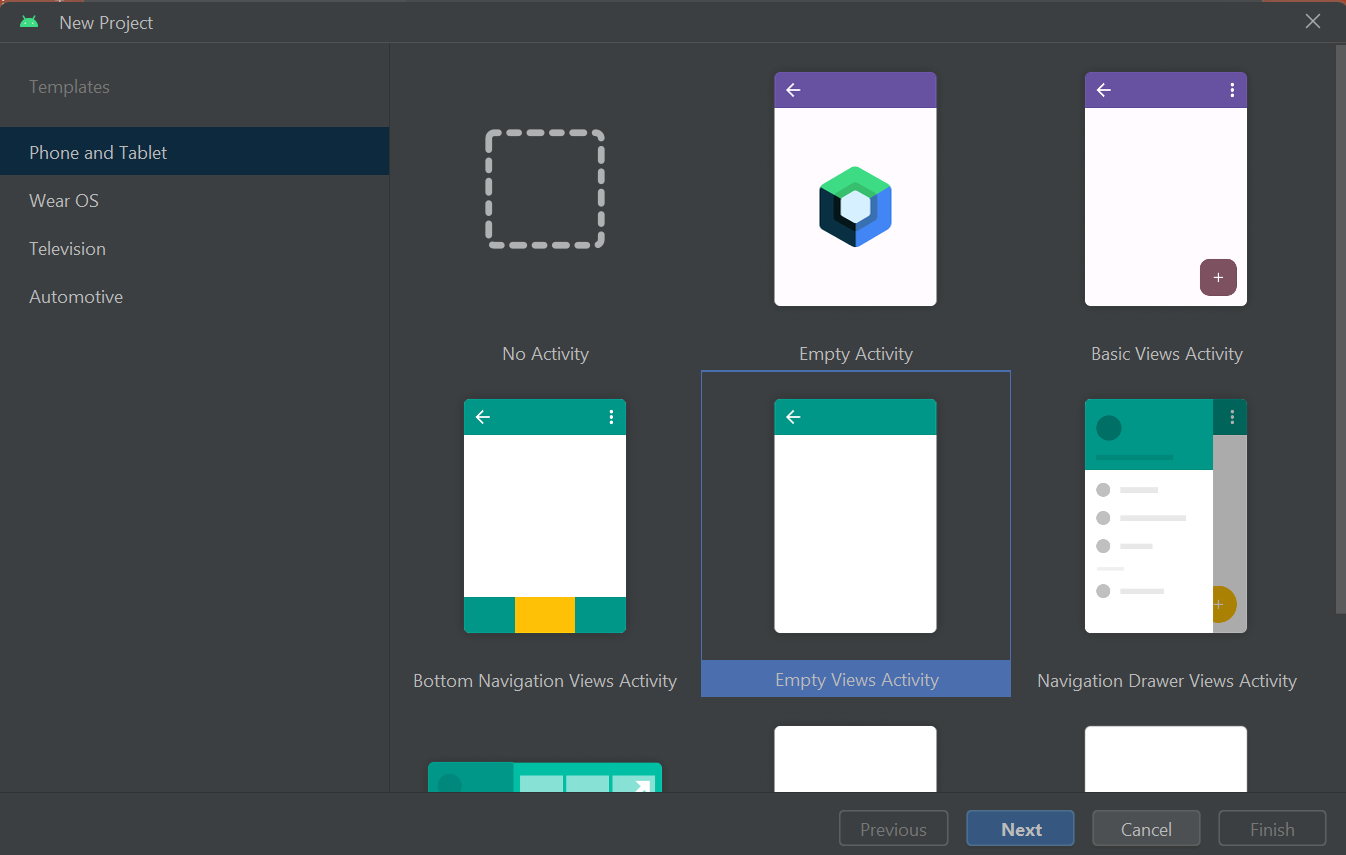 New Project
Templates
Phone and Tablet
Wear OS
Television
Automotive
No Activity
Empty Activity
Basic Views Activity
Bottom Navigation Views Activity
Empty Views Activity
Navigation Drawer Views Activity
Previous
Next
Cancel
Finish